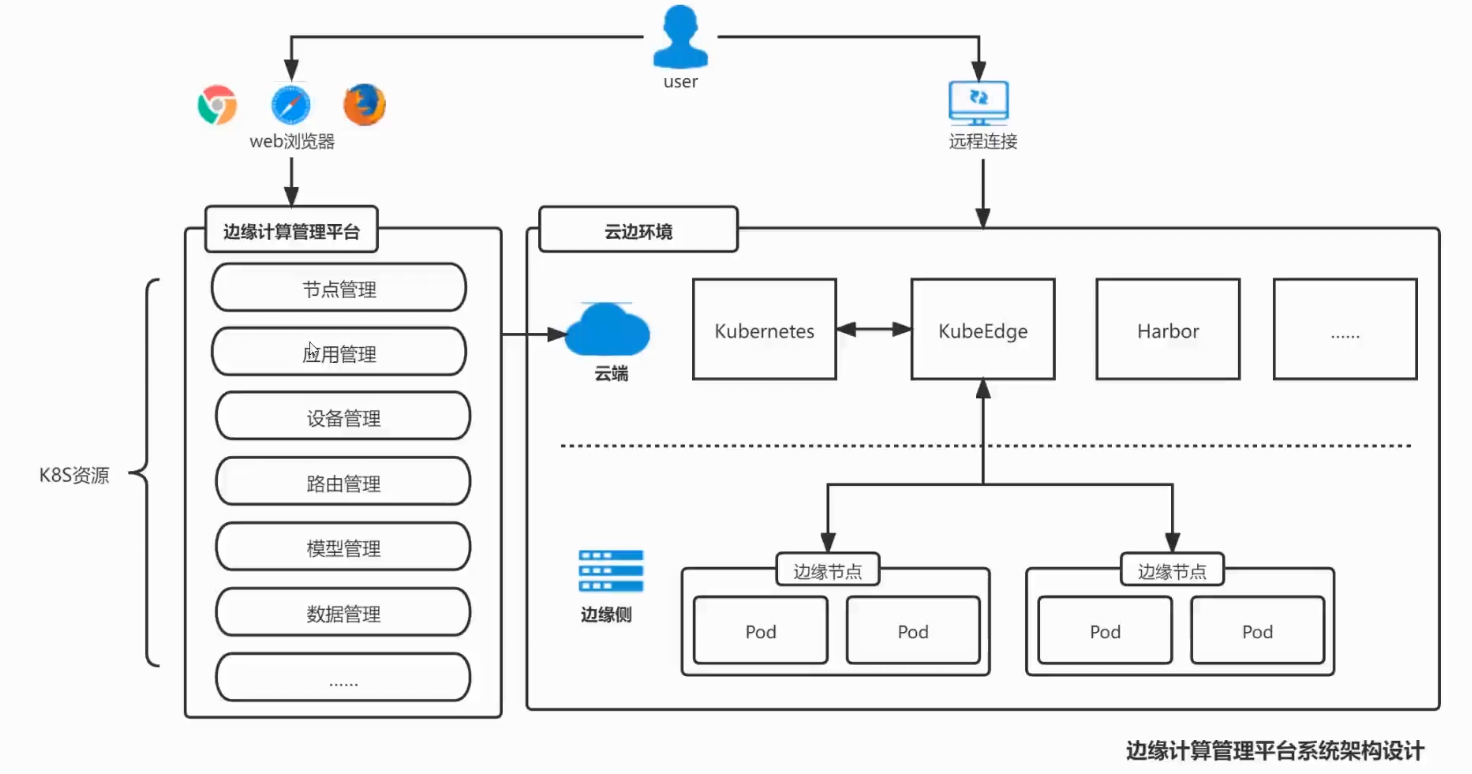 user
web浏览器
远程连接
边缘计算管理平台
云边环境
K8S资源
节点管理
应用管理
设备管理
路由管理
模型管理
数据管理
......
云端
Kubernetes
KubeEdge
Harbor
......
边缘侧
边缘节点
Pod
Pod
边缘节点
Pod
Pod
边缘计算管理平台系统架构设计